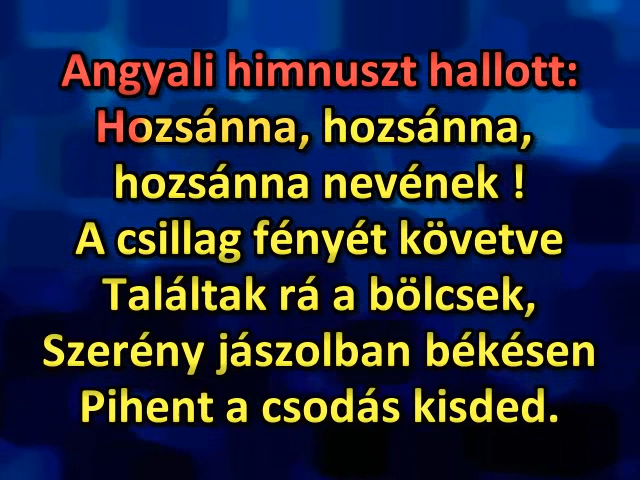 Angyali himnuszt hallott:
Hozsánna, hozsánna,
hozsánna nevének !
A csillag fényét követve
Találtak rá a bölcsek,
Szerény jászolban békésen
Pihent a csodás kisded.